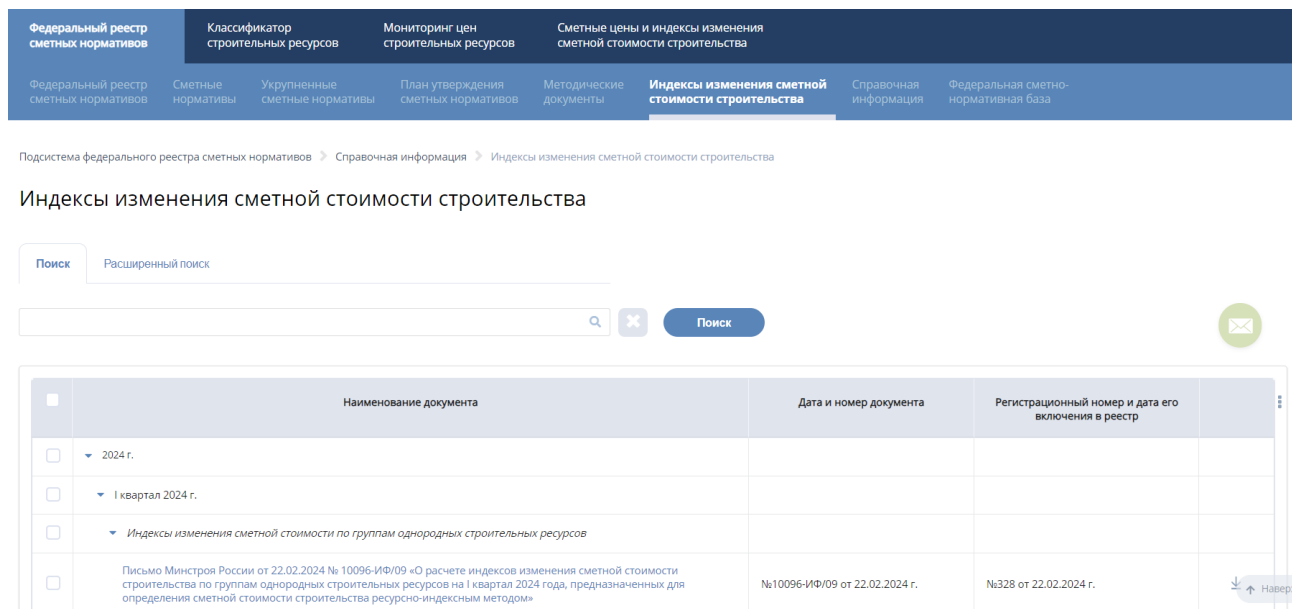 Федеральный реестр
сметных нормативов
Классификатор
строительных ресурсов
Мониторинг цен
строительных ресурсов
Сметные цены и индексы изменения
сметной стоимости строительства
Федеральный реестр
сметных нормативов
Сметные
нормативы
Укрупненные
сметные нормативы
План утверждения
сметных нормативов
Методические
документы
Индексы изменения сметной
стоимости строительства
Справочная
информация
Федеральная сметно-
нормативная база
Подсистема федерального реестра сметных нормативов
Справочная информация
Индексы изменения сметной стоимости строительства
Индексы изменения сметной стоимости строительства
Поиск
Расширенный поиск
Поиск
Наименование документа
Дата и номер документа
Регистрационный номер и дата его
включения в реестр
2024 г.
I квартал 2024 г.
Индексы изменения сметной стоимости по группам однородных строительных ресурсов
Письмо Минстроя России от 22.02.2024 № 10096-ИФ/09 «О расчете индексов изменения сметной стоимости
строительства по группам однородных строительных ресурсов на I квартал 2024 года, предназначенных для
определения сметной стоимости строительства ресурсно-индексным методом»
№10096-ИФ/09 от 22.02.2024 г.
№328 от 22.02.2024 г.